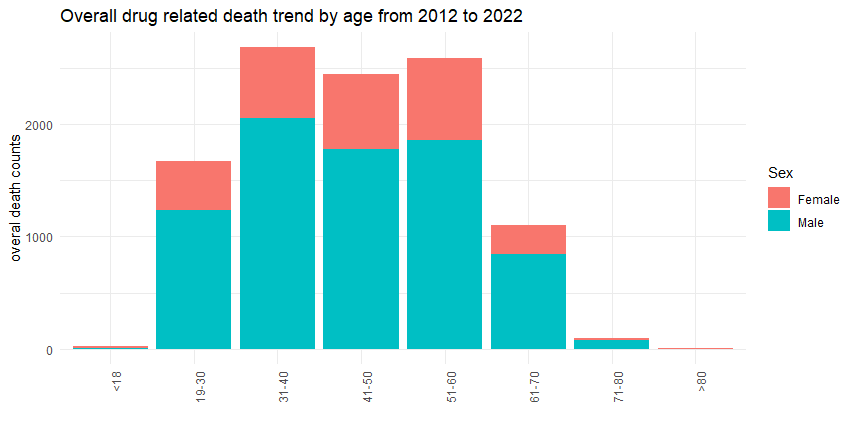 Overall drug related death trend by age from 2012 to 2022
overal death counts
2000
1000
0
<18
19-30
31-40
41-50
51-60
61-70
71-80
>80
Sex
Female
Male